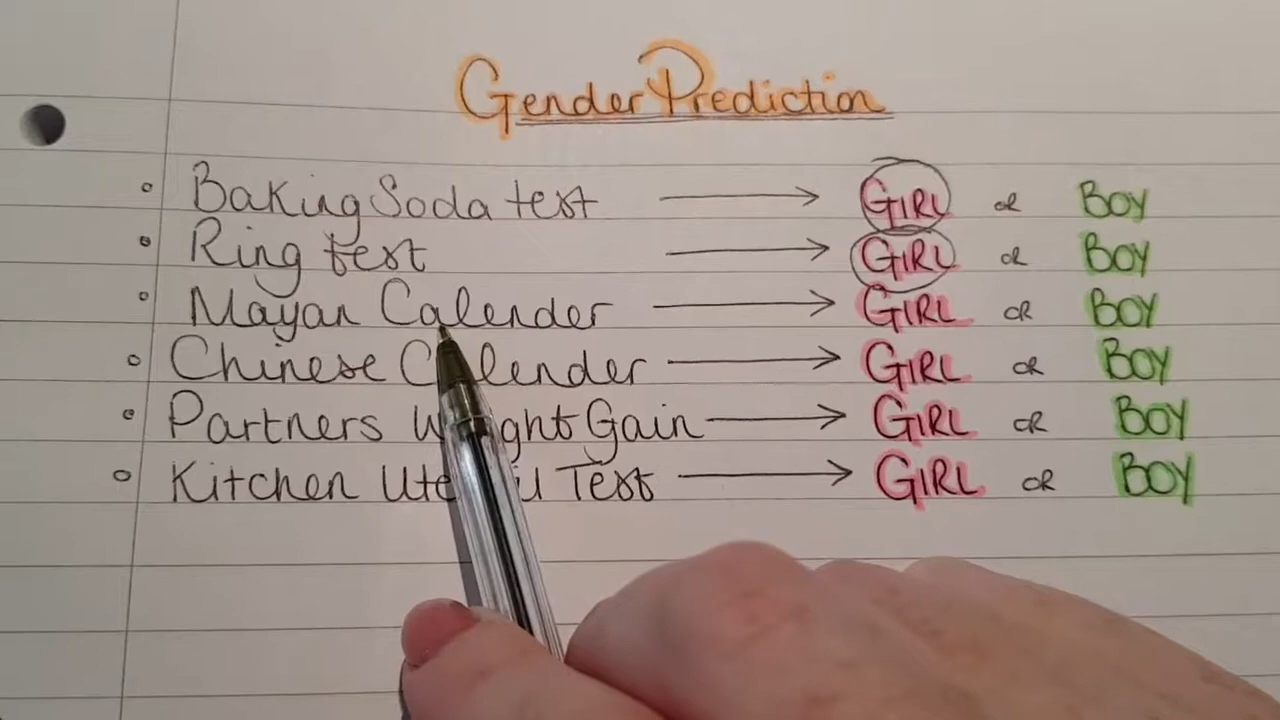 Gender Prediction
Baking Soda test → GIRL OR BOY
Ring test → GIRL OR BOY
Mayan Calender → GIRL OR BOY
Chinese Calender → GIRL OR BOY
Partners Gain → GIRL OR BOY
Kitchen Test → GIRL OR BOY